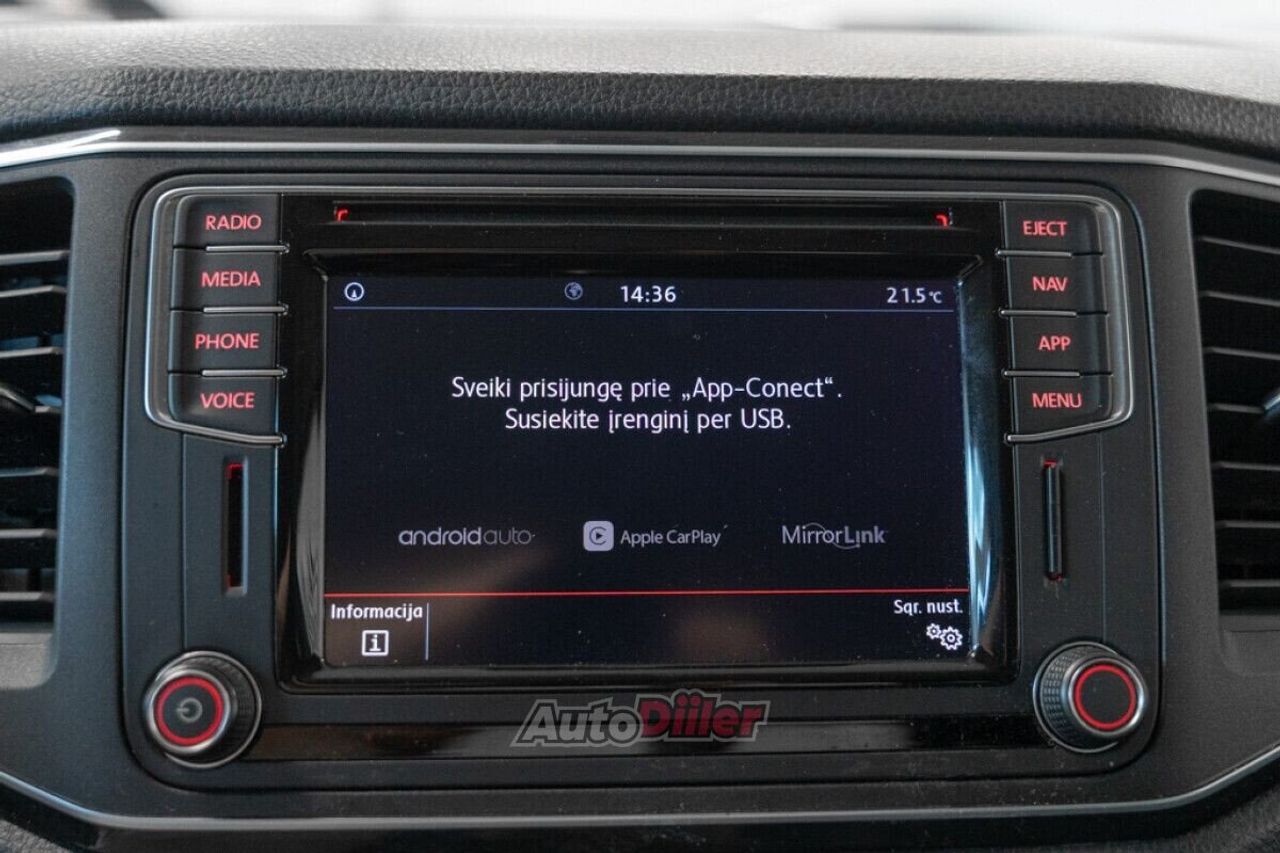 RADIO
MEDIA
PHONE
VOICE
EJECT
NAV
APP
MENU
14:36
21.5°C
Sveiki prisijungę prie „App-Conect“.
Susiekite įrenginį per USB.
androidauto
Apple CarPlay
MirrorLink
Informacija
Sąr. nust.
AutoDiiler